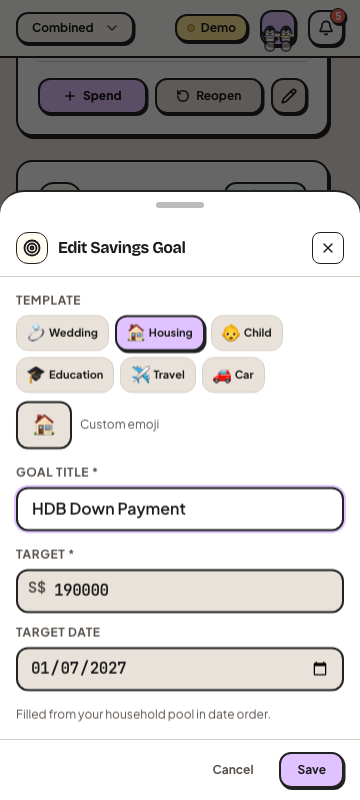 Combined
Demo
5
Spend
Reopen
Edit Savings Goal
TEMPLATE
Wedding
Housing
Child
Education
Travel
Car
Custom emoji
GOAL TITLE *
HDB Down Payment
TARGET *
S$ 190000
TARGET DATE
01/07/2027
Filled from your household pool in date order.
Cancel
Save